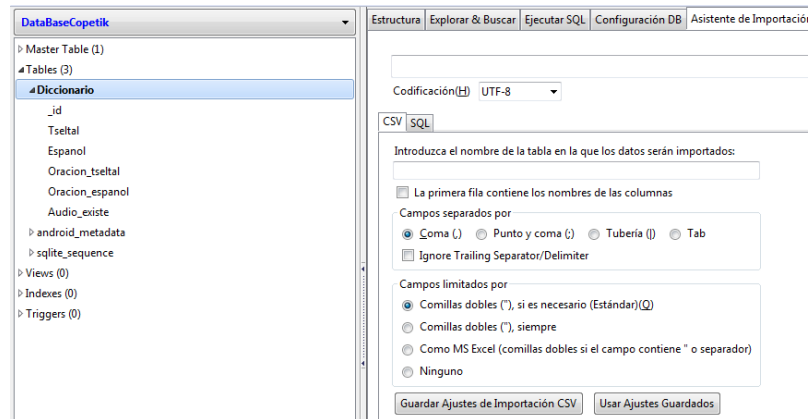 DataBaseCopetik
Master Table (1)
Tables (3)
Diccionario
_id
Tseltal
Espanol
Oracion_tseltal
Oracion_espanol
Audio_existe
android_metadata
sqlite_sequence
Views (0)
Indexes (0)
Triggers (0)
Estructura Explorar & Buscar Ejecutar SQL Configuración DB Asistente de Importación
Codificación(H) UTF-8
CSV SQL
Introduzca el nombre de la tabla en la que los datos serán importados:
La primera fila contiene los nombres de las columnas
Campos separados por
Coma (,) Punto y coma (;) Tubería (|) Tab
Ignore Trailing Separator/Delimiter
Campos limitados por
Comillas dobles ("), si es necesario (Estándar)(Q)
Comillas dobles ("), siempre
Como MS Excel (comillas dobles si el campo contiene " o separador)
Ninguno
Guardar Ajustes de Importación CSV Usar Ajustes Guardados